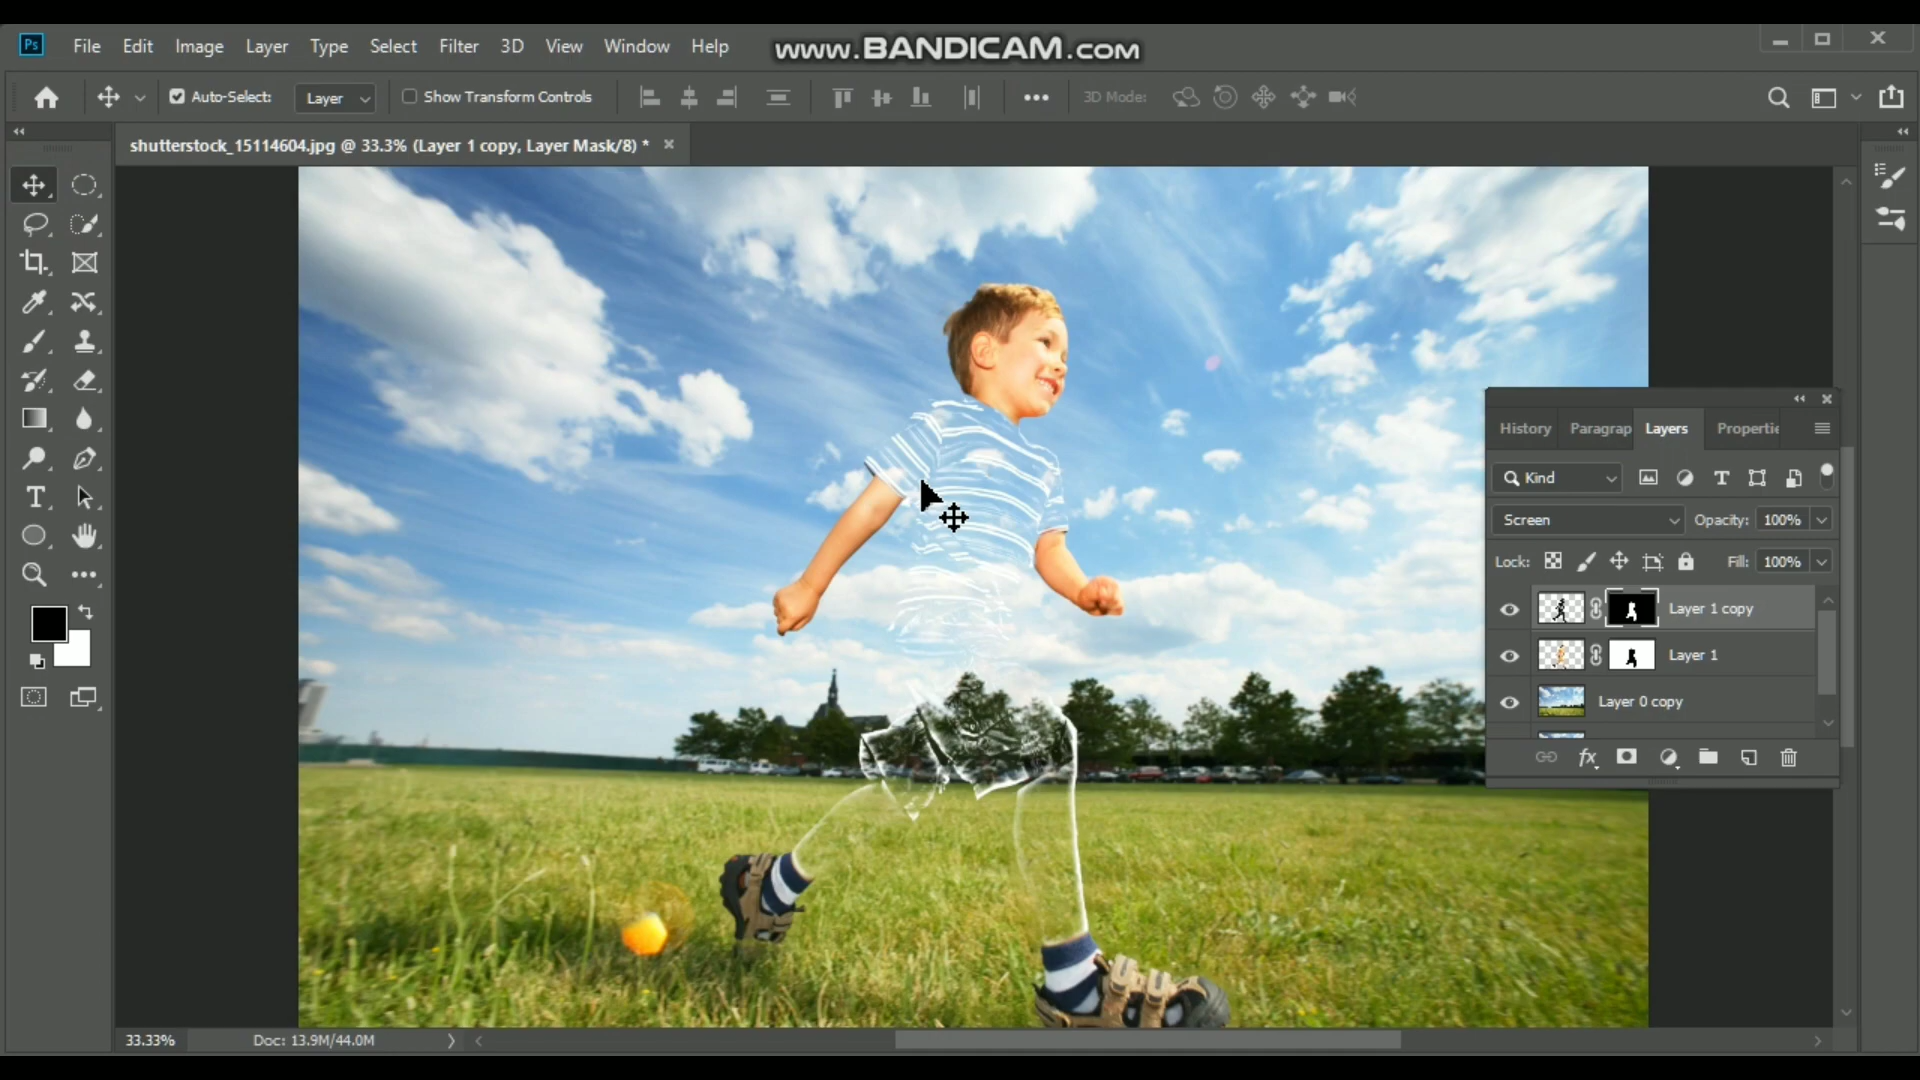 Ps File Edit Image Layer Type Select Filter 3D View Window Help
www.BANDICAM.com
Auto-Select: Layer Show Transform Controls 3D Mode:
shutterstock_15114604.jpg @ 33.3% (Layer 1 copy, Layer Mask/8) *
History Paragrap Layers Propertie
Kind
Screen Opacity: 100%
Lock: Fill: 100%
Layer 1 copy
Layer 1
Layer 0 copy
fx
33.33% Doc: 13.9M/44.0M